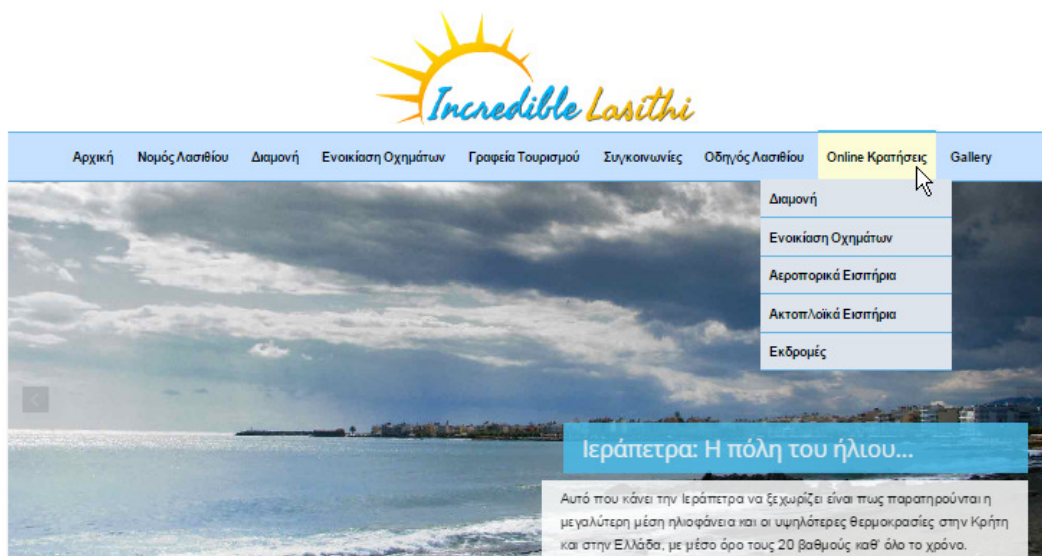 Incredible Lasithi
Αρχική Νομός Λασιθίου Διαμονή Ενοικίαση Οχημάτων Γραφεία Τουρισμού Συγκοινωνίες Οδηγός Λασιθίου Online Κρατήσεις Gallery
Διαμονή
Ενοικίαση Οχημάτων
Αεροπορικά Εισιτήρια
Ακτοπλοϊκά Εισιτήρια
Εκδρομές
Ιεράπετρα: Η πόλη του ήλιου...
Αυτό που κάνει την Ιεράπετρα να ξεχωρίζει είναι πως παρατηρούνται η
μεγαλύτερη μέση ηλιοφάνεια και οι υψηλότερες θερμοκρασίες στην Κρήτη
και στην Ελλάδα, με μέσο όρο τους 20 βαθμούς καθ' όλο το χρόνο.